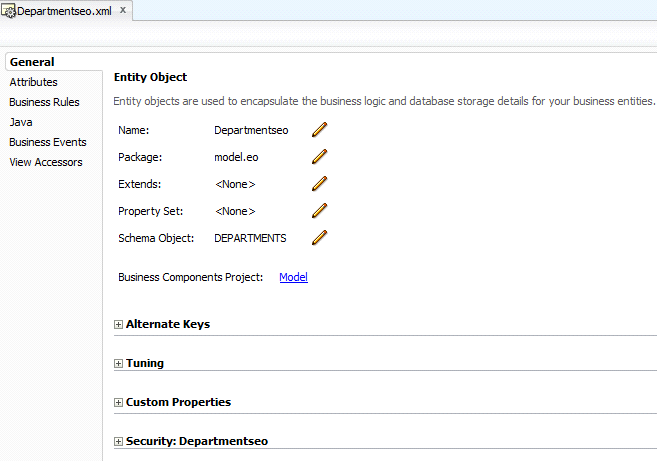 Departmentseo.xml x
General
Attributes
Business Rules
Java
Business Events
View Accessors
Entity Object
Entity objects are used to encapsulate the business logic and database storage details for your business entities.
Name: Departmentseo
Package: model.eo
Extends: <None>
Property Set: <None>
Schema Object: DEPARTMENTS
Business Components Project: Model
Alternate Keys
Tuning
Custom Properties
Security: Departmentseo